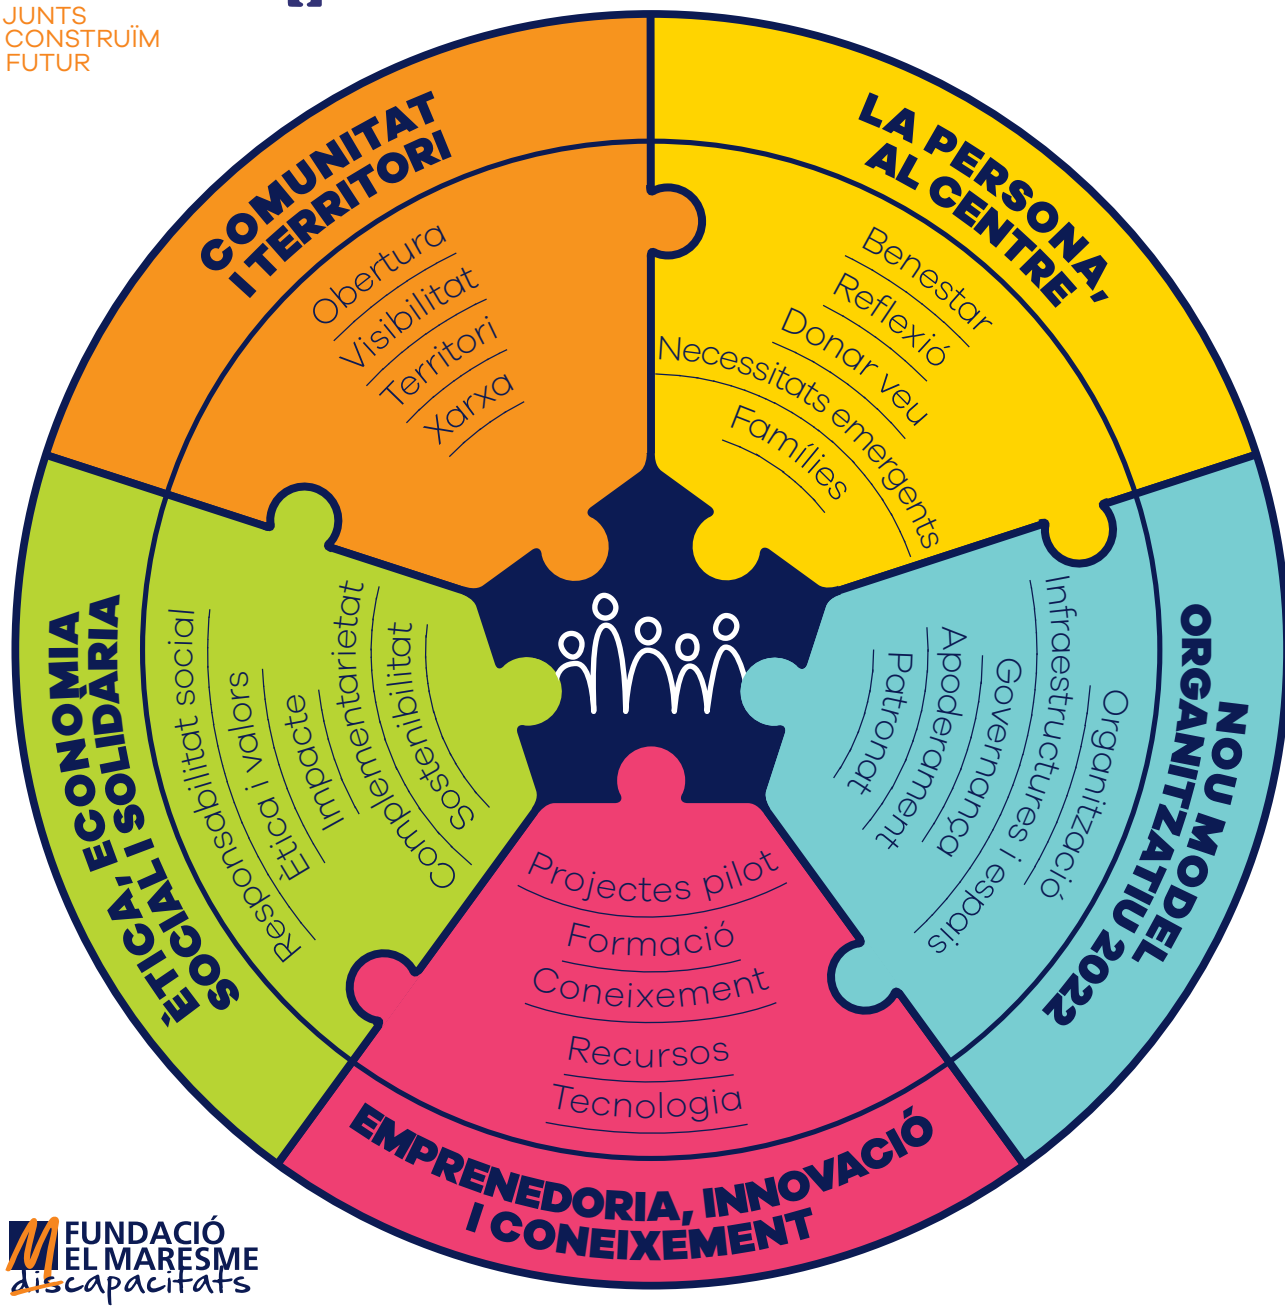 JUNTS
CONSTRUÏM
FUTUR
COMUNITAT
I TERRITORI
Obertura
Visibilitat
Territori
Xarxa
LA PERSONA,
AL CENTRE
Benestar
Reflexió
Donar veu
Necessitats emergents
Famílies
NOU MODEL
ORGANITZATIU 2022
Organització
Infraestructures i espais
Governança
Apoderament
Patronat
EMPRENEDORIA, INNOVACIÓ
I CONEIXEMENT
Projectes pilot
Formació
Coneixement
Recursos
Tecnologia
ÈTICA, ECONOMIA
SOCIAL I SOLIDÀRIA
Responsabilitat social
Ètica i valors
Impacte
Complementarietat
Sostenibilitat
FUNDACIÓ
EL MARESME
discapacitats